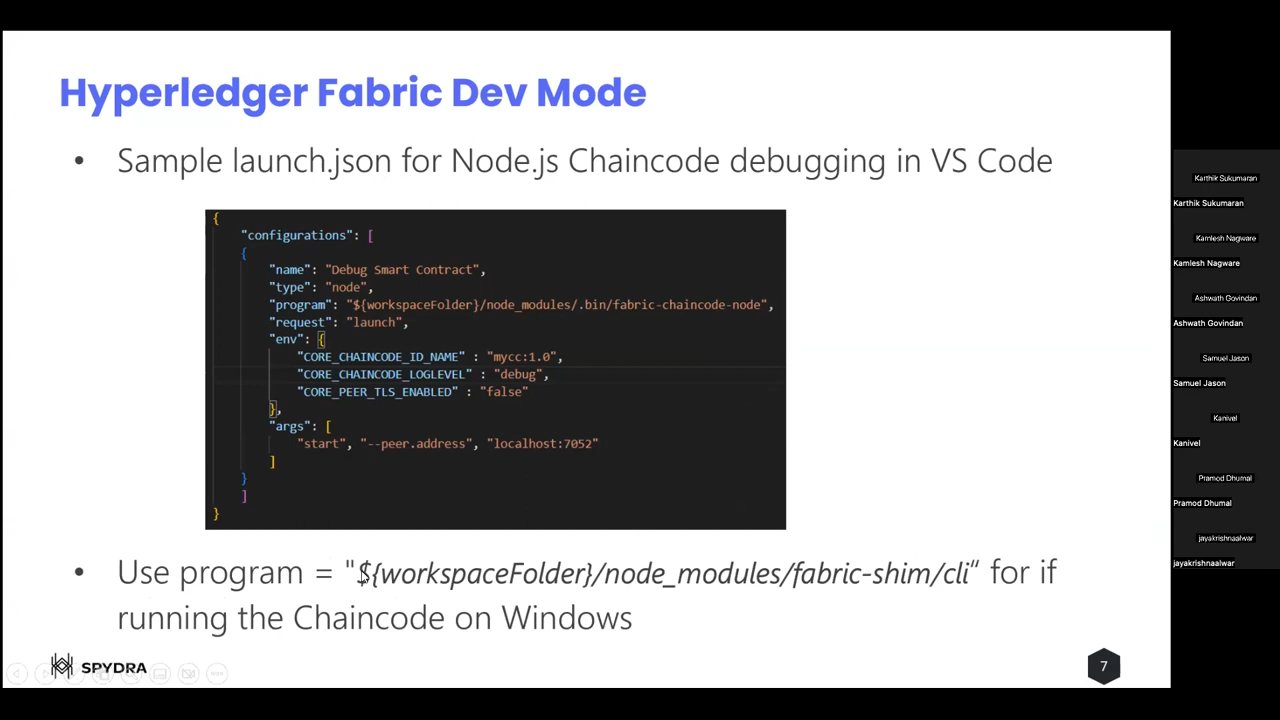 Hyperledger Fabric Dev Mode
• Sample launch.json for Node.js Chaincode debugging in VS Code
{
"configurations": [
{
"name": "Debug Smart Contract",
"type": "node",
"program": "${workspaceFolder}/node_modules/.bin/fabric-chaincode-node",
"request": "launch",
"env": {
"CORE_CHAINCODE_ID_NAME" : "mycc:1.0",
"CORE_CHAINCODE_LOGLEVEL" : "debug",
"CORE_PEER_TLS_ENABLED" : "false"
},
"args": [
"start", "--peer.address", "localhost:7052"
]
}
]
}
• Use program = "${workspaceFolder}/node_modules/fabric-shim/cli“ for if
running the Chaincode on Windows
SPYDRA
7
Karthik Sukumaran
Karthik Sukumaran
Kamlesh Nagware
Kamlesh Nagware
Ashwath Govindan
Ashwath Govindan
Samuel Jason
Samuel Jason
Kanivel
Kanivel
Pramod Dhumal
Pramod Dhumal
jayakrishnaalwar
jayakrishnaalwar